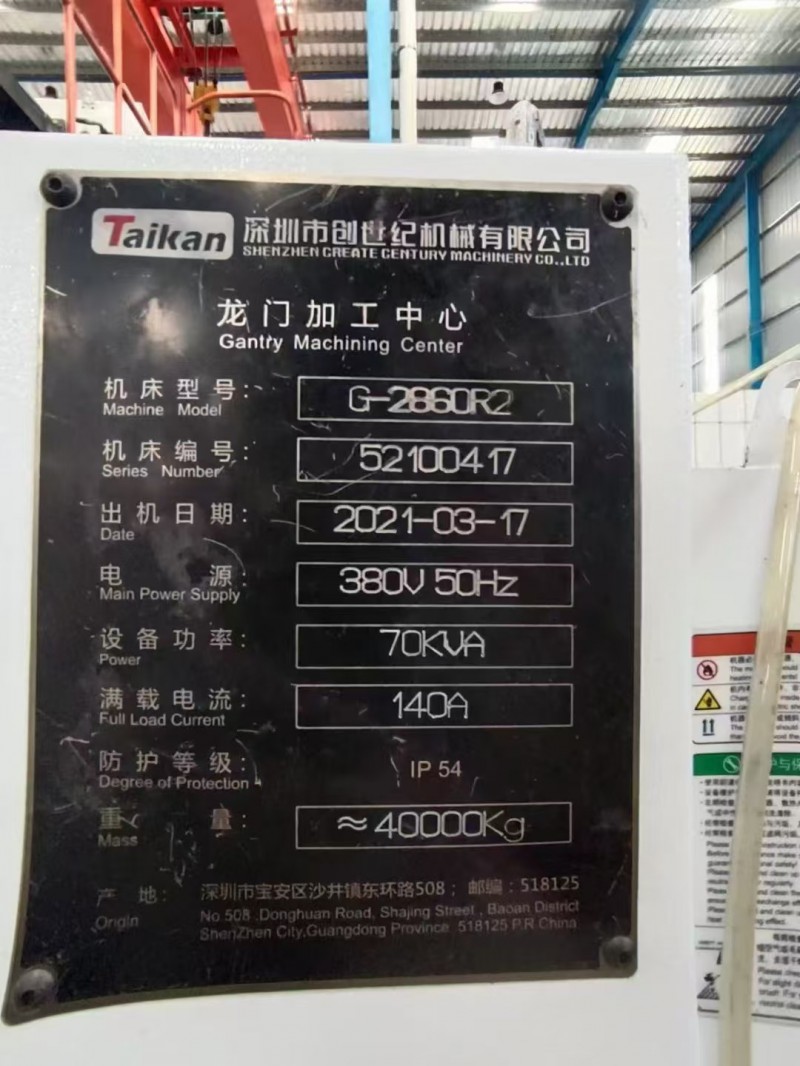 Taikan 深圳市创世纪机械有限公司
SHENZHEN CREATE CENTURY MACHINERY CO.,LTD
龙门加工中心
Gantry Machining Center
机床型号: G-2860R2
Machine Model
机床编号: 52100417
Series Number
出机日期: 2021-03-17
Date
电 源: 380V 50Hz
Main Power Supply
设备功率: 70KVA
Power
满载电流: 140A
Full Load Current
防护等级: IP 54
Degree of Protection
重 量: ≈40000Kg
Mass
产 地: 深圳市宝安区沙井镇东环路508; 邮编:518125
Origin
No.508 ,Donghuan Road, Shajing Street , Baoan District
ShenZhen City,Guangdong Province 518125 P.R China